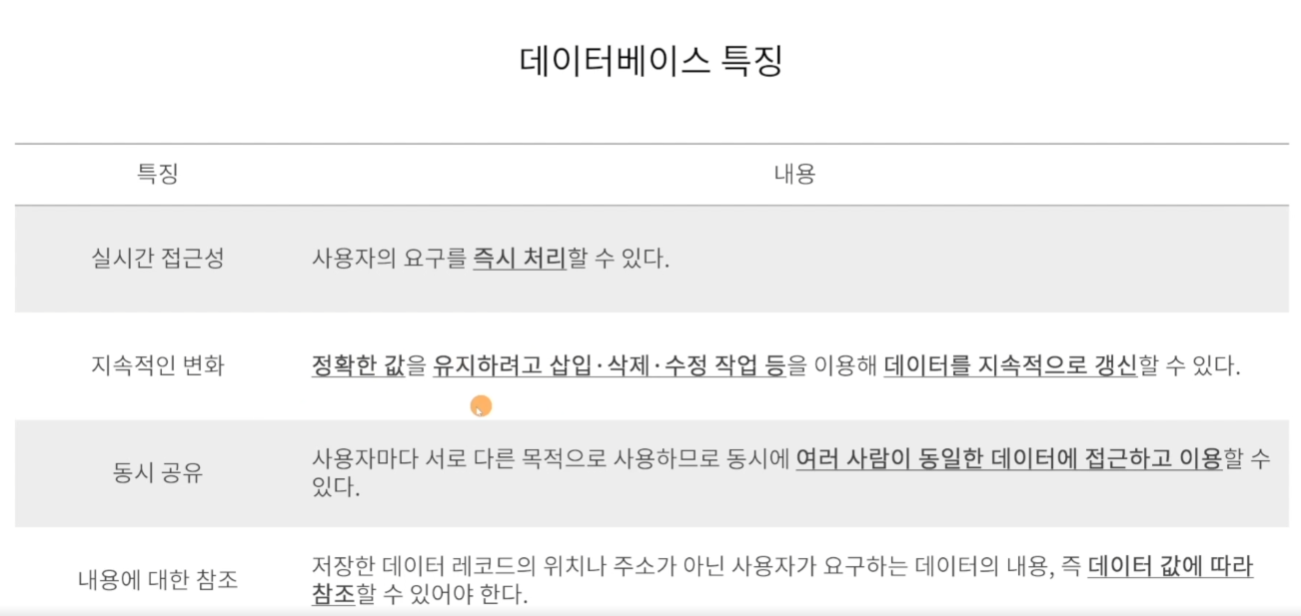 데이터베이스 특징
특징 내용
실시간 접근성 사용자의 요구를 즉시 처리할 수 있다.
지속적인 변화 정확한 값을 유지하려고 삽입·삭제·수정 작업 등을 이용해 데이터를 지속적으로 갱신할 수 있다.
동시 공유 사용자마다 서로 다른 목적으로 사용하므로 동시에 여러 사람이 동일한 데이터에 접근하고 이용할 수
있다.
내용에 대한 참조 저장한 데이터 레코드의 위치나 주소가 아닌 사용자가 요구하는 데이터의 내용, 즉 데이터 값에 따라
참조할 수 있어야 한다.